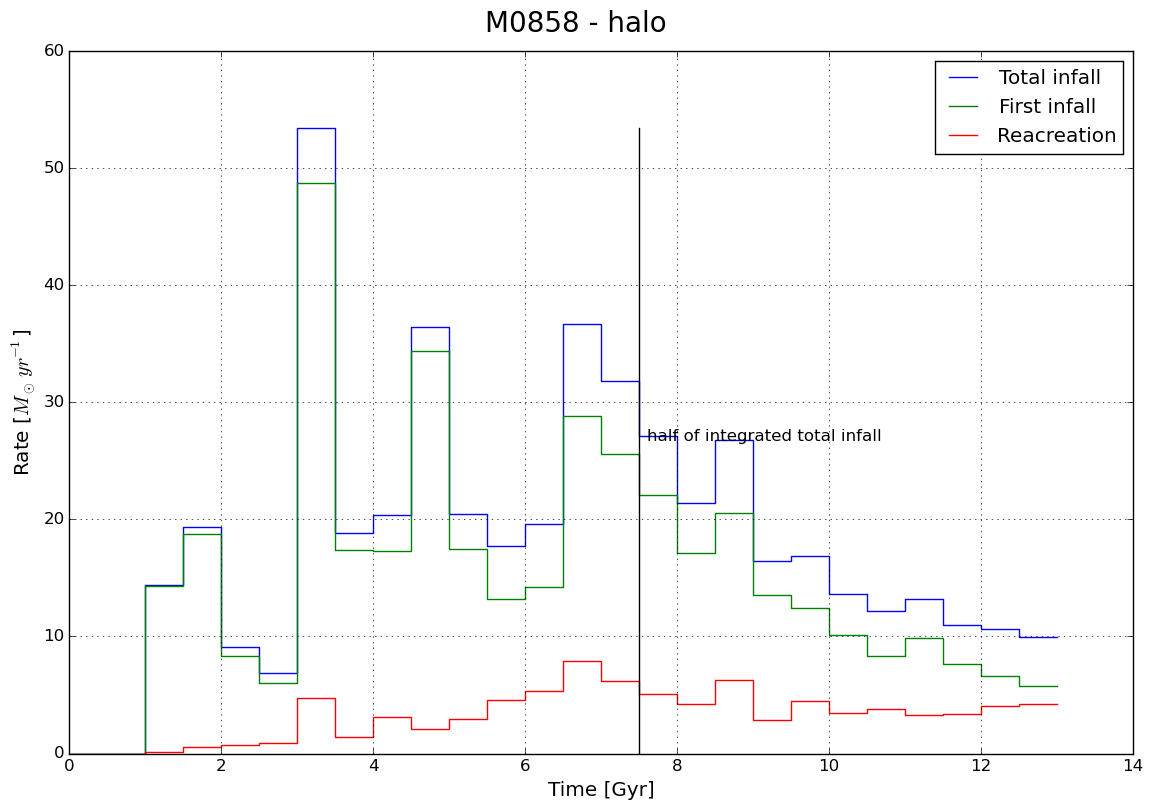 M0858 - halo
60
50
40
30
20
10
0
Rate [$M_\odot\ yr^{-1}$]
Total infall
First infall
Reacreation
half of integrated total infall
0 2 4 6 8 10 12 14
Time [Gyr]